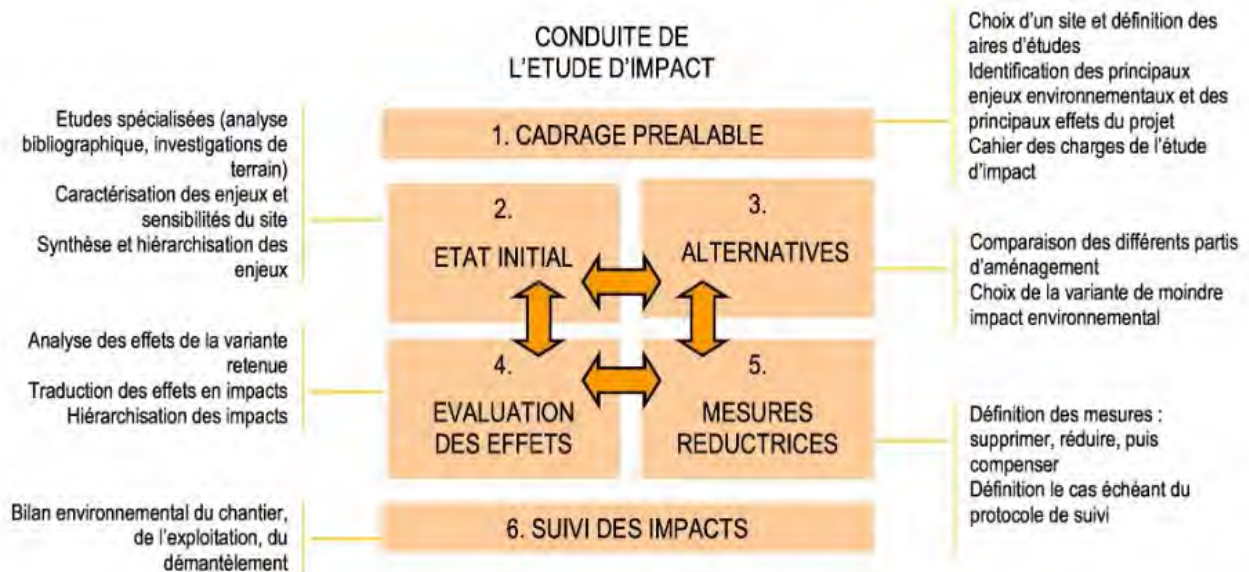 CONDUITE DE
L'ETUDE D'IMPACT
1. CADRAGE PREALABLE
Choix d'un site et définition des
aires d'études
Identification des principaux
enjeux environnementaux et des
principaux effets du projet
Cahier des charges de l'étude
d'impact
Etudes spécialisées (analyse
bibliographique, investigations de
terrain)
Caractérisation des enjeux et
sensibilités du site
Synthèse et hiérarchisation des
enjeux
2.
ETAT INITIAL
3.
ALTERNATIVES
Comparaison des différents partis
d'aménagement
Choix de la variante de moindre
impact environnemental
Analyse des effets de la variante
retenue
Traduction des effets en impacts
Hiérarchisation des impacts
4.
EVALUATION
DES EFFETS
5.
MESURES
REDUCTRICES
Définition des mesures :
supprimer, réduire, puis
compenser
Définition le cas échéant du
protocole de suivi
Bilan environnemental du chantier,
de l'exploitation, du
démantèlement
6. SUIVI DES IMPACTS